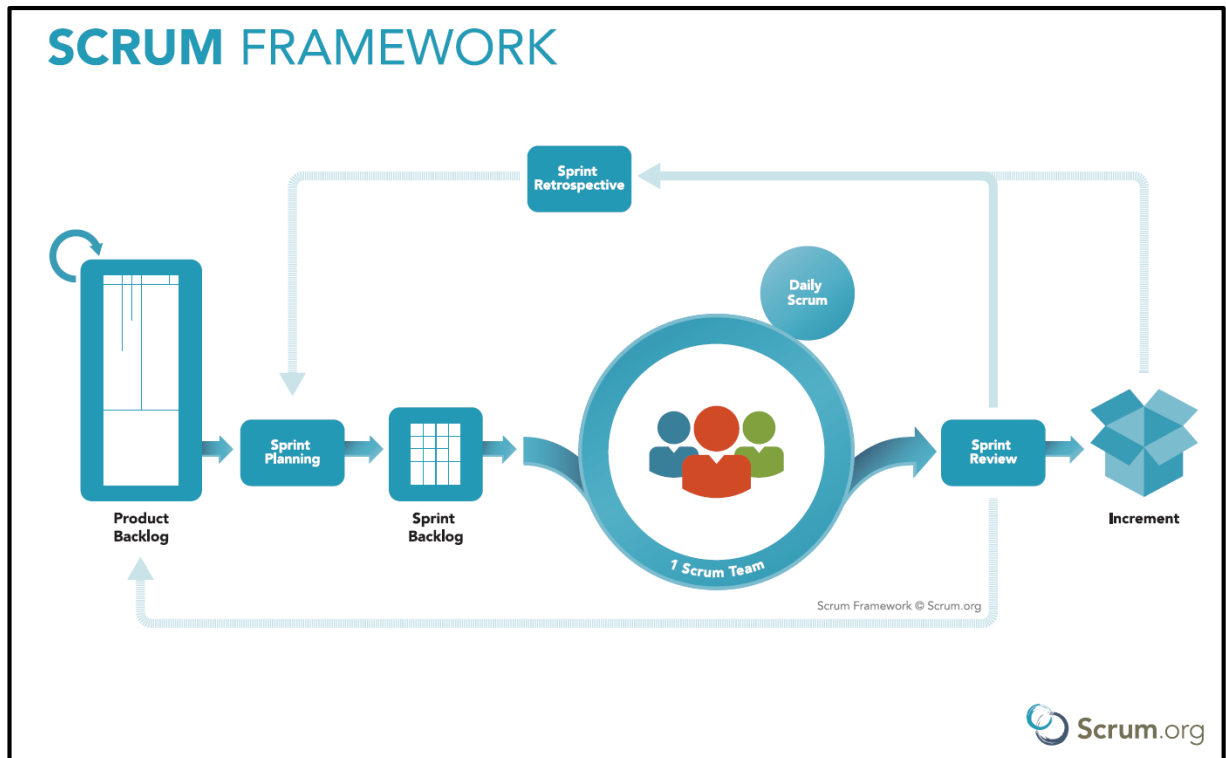 SCRUM FRAMEWORK
Sprint
Retrospective
Daily
Scrum
Sprint
Planning
Sprint
Review
Product
Backlog
Sprint
Backlog
1 Scrum Team
Increment
Scrum Framework © Scrum.org
Scrum.org